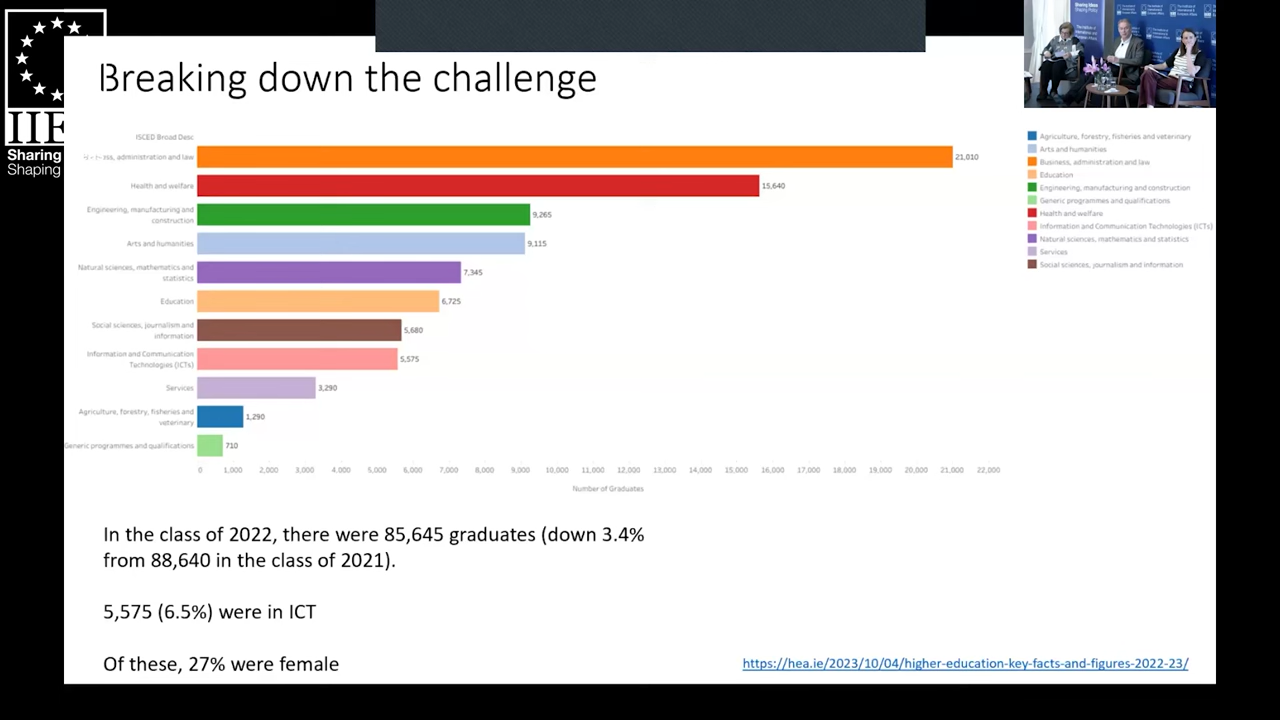 IIE
Sharing
Shaping
Sharing Ideas
Shaping Policy
Breaking down the challenge
ISCED Broad Desc
administration and law
21,010
Health and welfare
15,640
Engineering, manufacturing and
construction
9,265
Arts and humanities
9,115
Natural sciences, mathematics and
statistics
7,345
Education
6,725
Social sciences, journalism and
information
5,680
Information and Communication
Technologies (ICTs)
5,575
Services
3,290
Agriculture, forestry, fisheries and
veterinary
1,290
Generic programmes and qualifications
710
0 1,000 2,000 3,000 4,000 5,000 6,000 7,000 8,000 9,000 10,000 11,000 12,000 13,000 14,000 15,000 16,000 17,000 18,000 19,000 20,000 21,000 22,000
Number of Graduates
Agriculture, forestry, fisheries and veterinary
Arts and humanities
Business, administration and law
Education
Engineering, manufacturing and construction
Generic programmes and qualifications
Health and welfare
Information and Communication Technologies (ICTs)
Natural sciences, mathematics and statistics
Services
Social sciences, journalism and information
In the class of 2022, there were 85,645 graduates (down 3.4%
from 88,640 in the class of 2021).
5,575 (6.5%) were in ICT
Of these, 27% were female
https://hea.ie/2023/10/04/higher-education-key-facts-and-figures-2022-23/